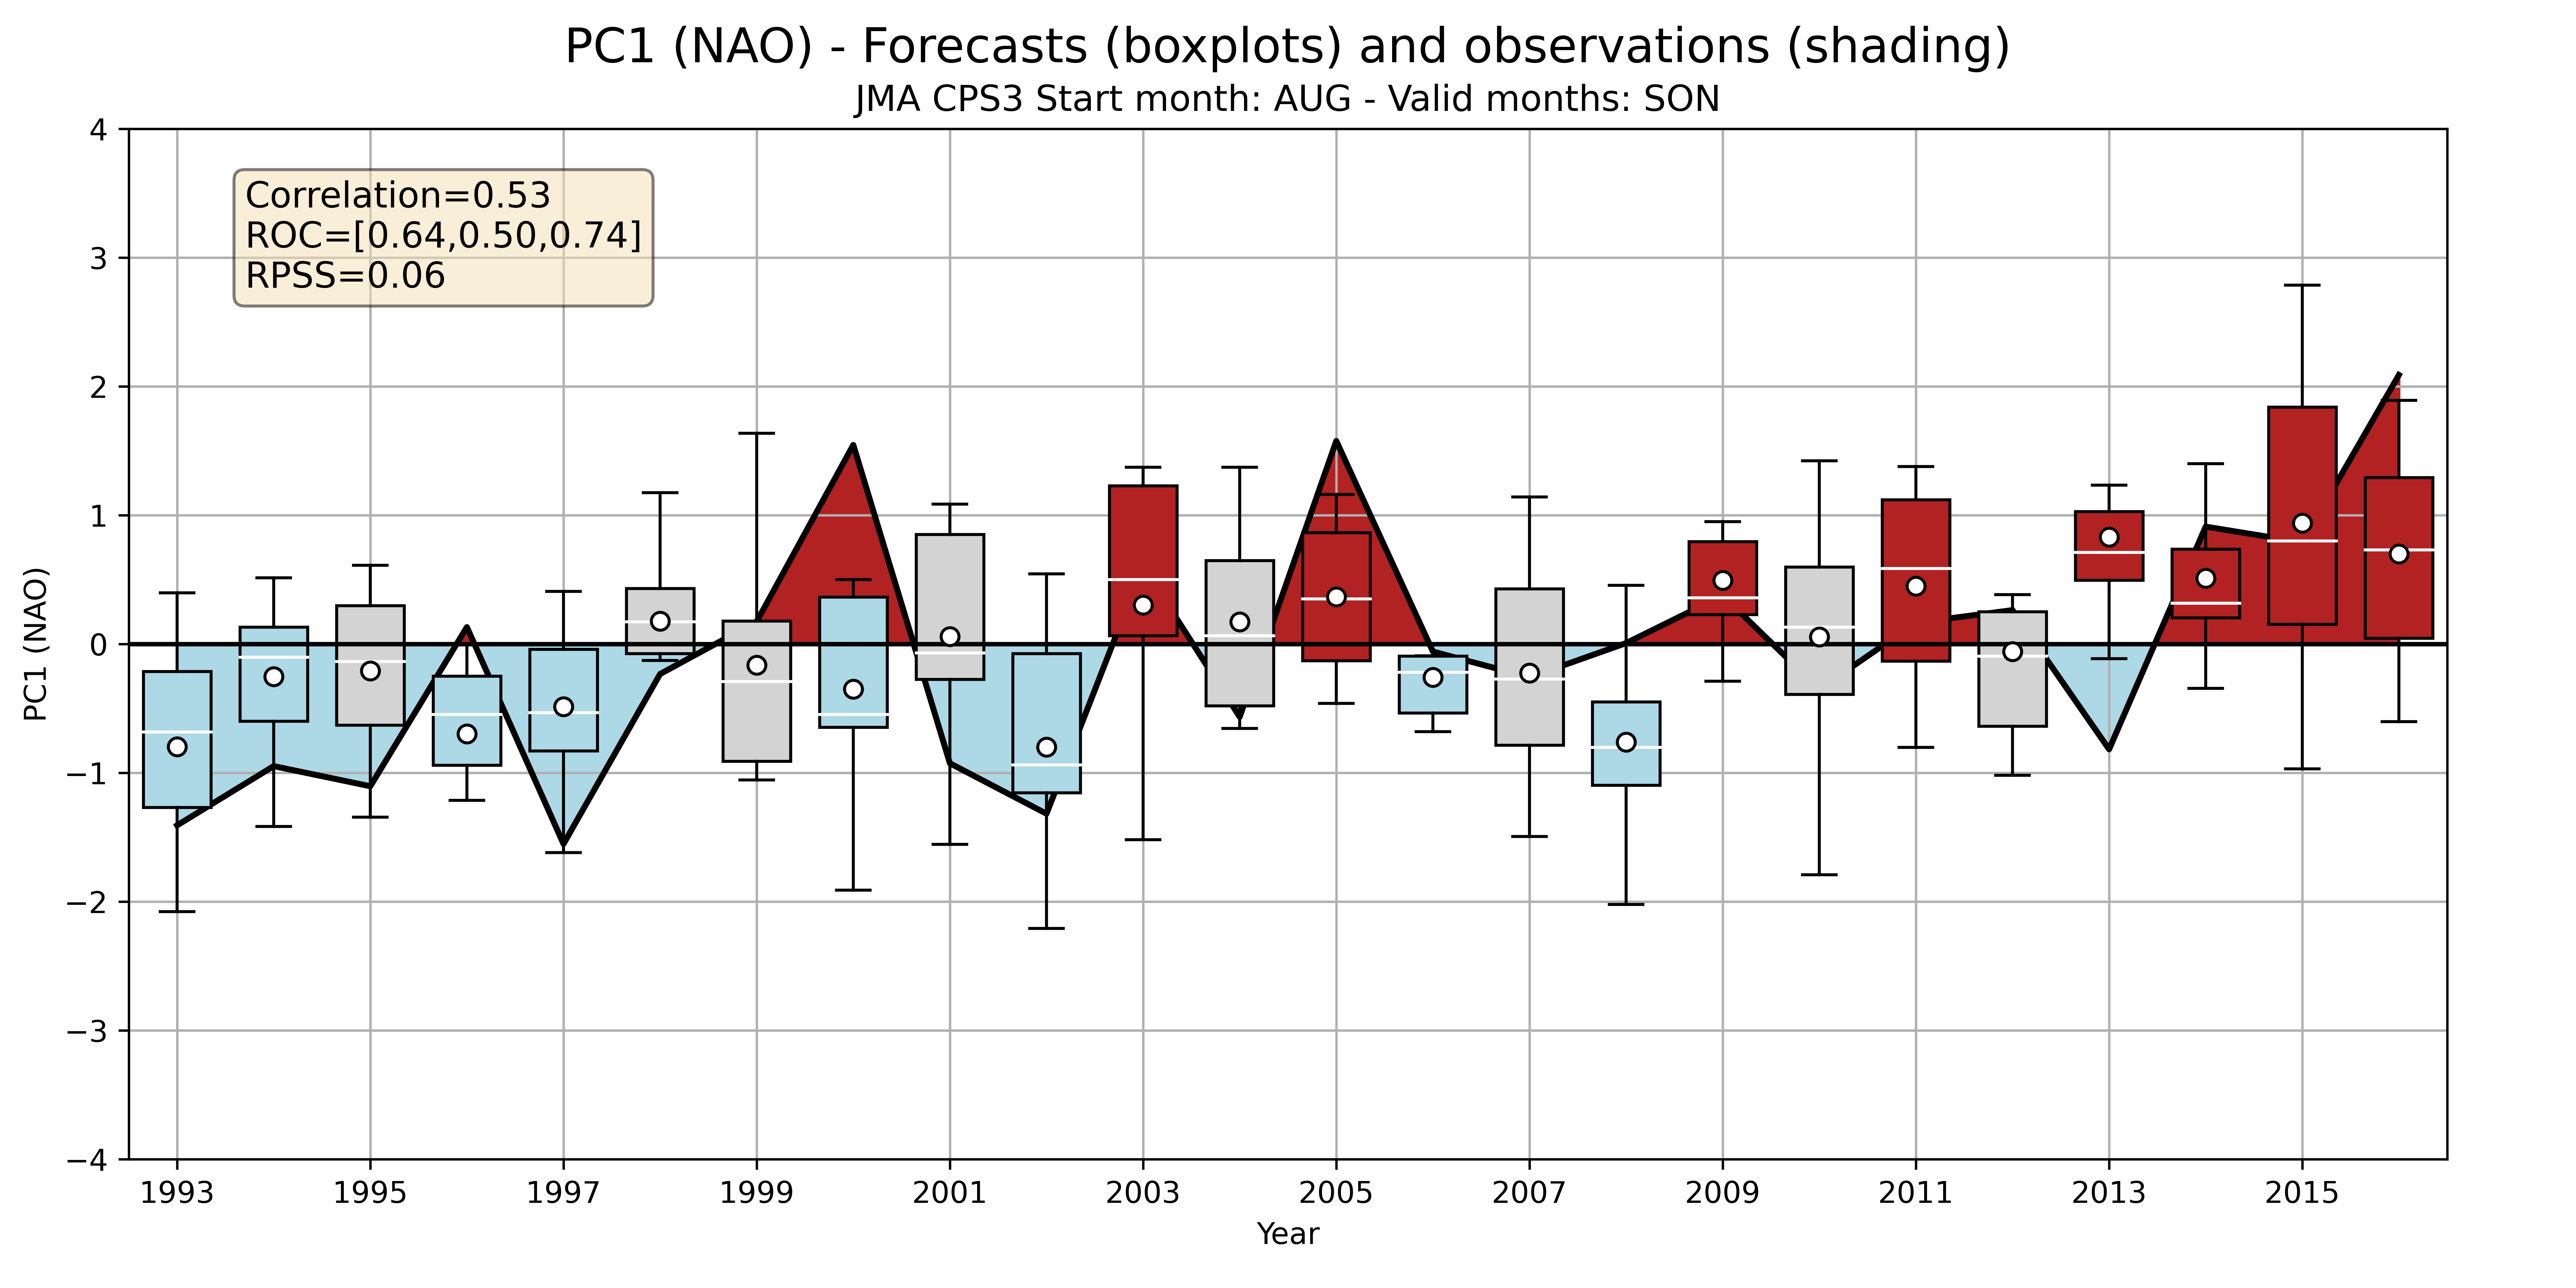 PC1 (NAO) - Forecasts (boxplots) and observations (shading)
JMA CPS3 Start month: AUG - Valid months: SON
Correlation=0.53
ROC=[0.64,0.50,0.74]
RPSS=0.06
PC1 (NAO)
4
3
2
1
0
−1
−2
−3
−4
1993 1995 1997 1999 2001 2003 2005 2007 2009 2011 2013 2015
Year